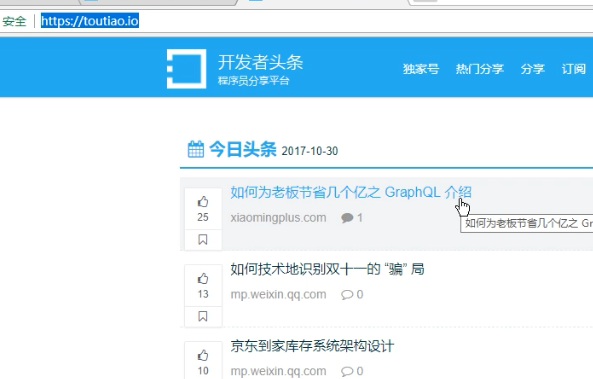 安全 https://toutiao.io
开发者头条
程序员分享平台
独家号 热门分享 分享 订阅
今日头条 2017-10-30
如何为老板节省几个亿之 GraphQL 介绍
25
xiaomingplus.com 1
如何为老板节省几个亿之 Gr
如何技术地识别双十一的 “骗” 局
13
mp.weixin.qq.com 0
京东到家库存系统架构设计
10
mp.weixin.qq.com 0